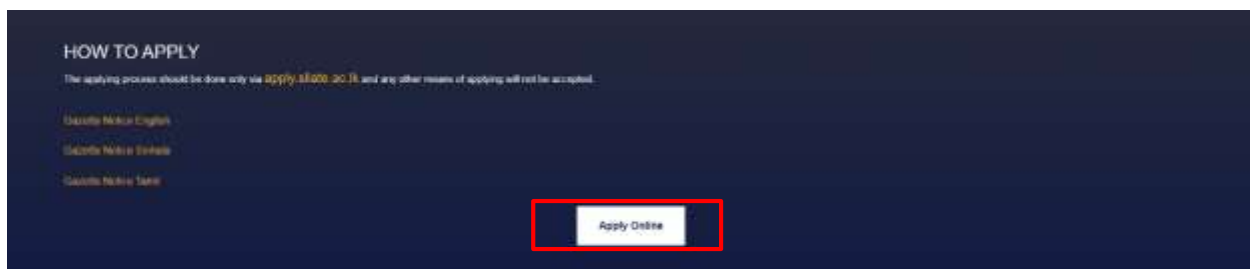 HOW TO APPLY
The applying process should be done only via apply.sliate.ac.lk and any other means of applying will not be accepted.
Gazette Notice English
Gazette Notice Sinhala
Gazette Notice Tamil
Apply Online